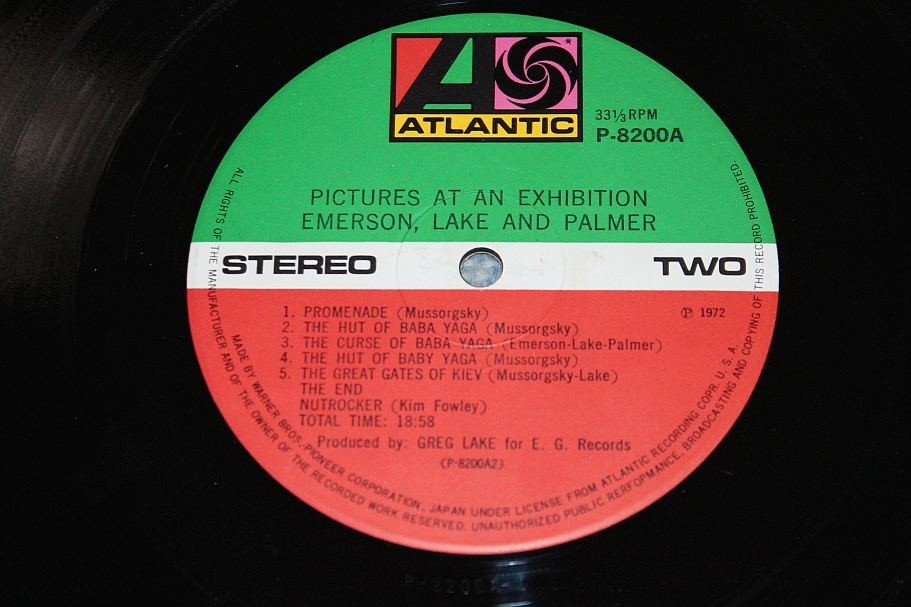 ATLANTIC
33⅓ RPM
P-8200A
PICTURES AT AN EXHIBITION
EMERSON, LAKE AND PALMER
STEREO
TWO
1. PROMENADE (Mussorgsky)
2. THE HUT OF BABA YAGA (Mussorgsky)
3. THE CURSE OF BABA YAGA (Emerson-Lake-Palmer)
4. THE HUT OF BABY YAGA (Mussorgsky)
5. THE GREAT GATES OF KIEV (Mussorgsky-Lake)
THE END
NUTROCKER (Kim Fowley)
TOTAL TIME: 18:58
℗ 1972
Produced by: GREG LAKE for E. G. Records
(P-8200A2)
MADE BY WARNER BROS. PIONEER CORPORATION, JAPAN UNDER LICENSE FROM ATLANTIC RECORDING COPR. U. S. A.
ALL RIGHTS OF THE MANUFACTURER AND OF THE OWNER OF THE RECORDED WORK RESERVED. UNAUTHORIZED PUBLIC RERFORMANCE, BROADCASTING AND COPYING OF THIS RECORD PROHIBITED.